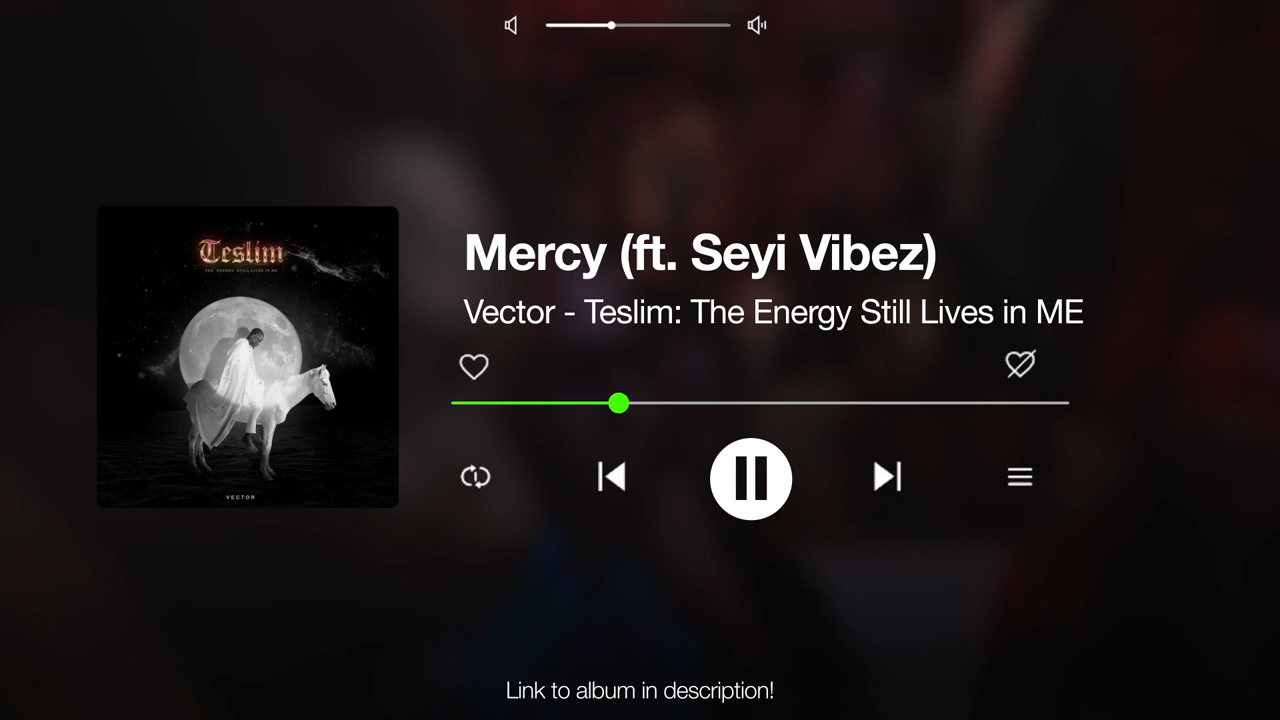 Teslim
THE ENERGY STILL LIVES IN ME
VECTOR
Mercy (ft. Seyi Vibez)
Vector - Teslim: The Energy Still Lives in ME
Link to album in description!